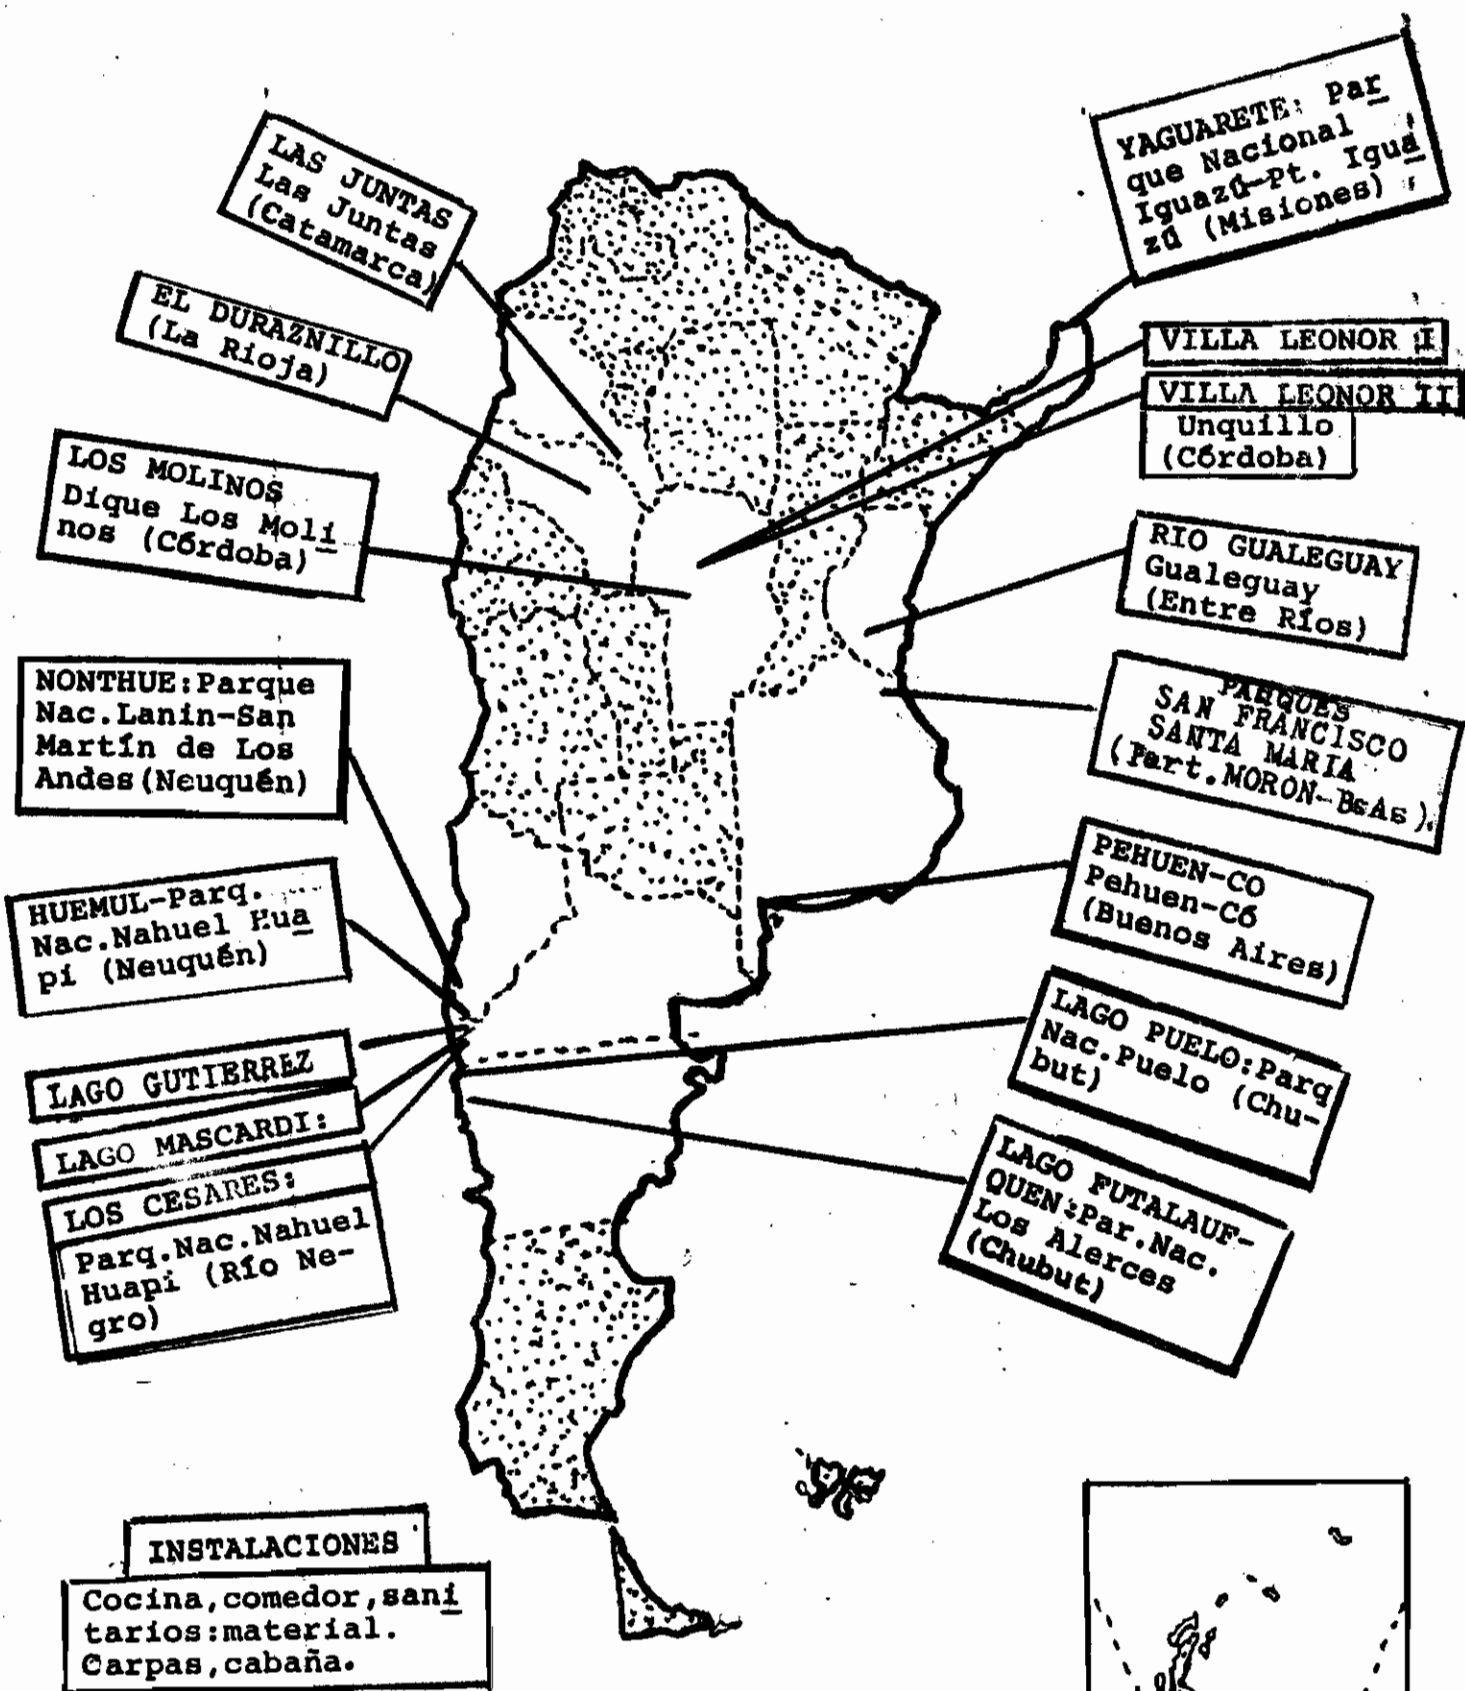 LAS JUNTAS
Las Juntas
(Catamarca)
EL DURAZNILLO
(La Rioja)
LOS MOLINOS
Dique Los Moli
nos (Córdoba)
NONTHUE:Parque
Nac.Lanin-San
Martín de Los
Andes(Neuquén)
HUEMUL-Parq.
Nac.Nahuel Hua
pi (Neuquén)
LAGO GUTIERREZ
LAGO MASCARDI:
LOS CESARES:
Parq.Nac.Nahuel
Huapi (Río Ne-
gro)
INSTALACIONES
Cocina,comedor,sani
tarios:material.
Carpas,cabaña.
YAGUARETE: Par
que Nacional
Iguazú-Pt. Igua
zú (Misiones)
VILLA LEONOR I
VILLA LEONOR II
Unquillo
(Córdoba)
RIO GUALEGUAY
Gualeguay
(Entre Ríos)
PARQUES
SAN FRANCISCO
SANTA MARIA
(Part.MORON-BsAs).
PEHUEN-CO
Pehuen-Có
(Buenos Aires)
LAGO PUELO:Parq
Nac.Puelo (Chu-
but)
LAGO FUTALAUF-
QUEN:Par.Nac.
Los Alerces
(Chubut)